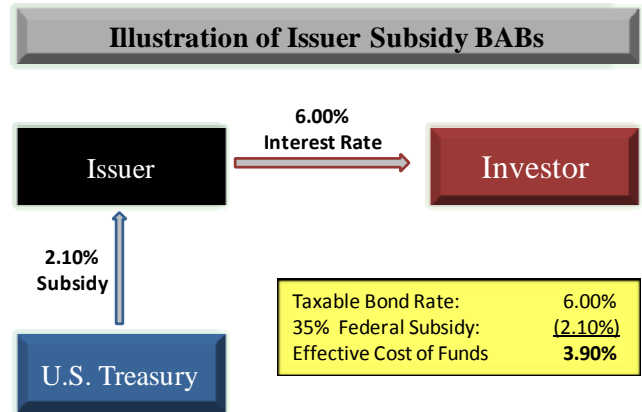 Illustration of Issuer Subsidy BABs
6.00%
Interest Rate
Issuer
Investor
2.10%
Subsidy
Taxable Bond Rate: 6.00%
35% Federal Subsidy: (2.10%)
Effective Cost of Funds 3.90%
U.S. Treasury